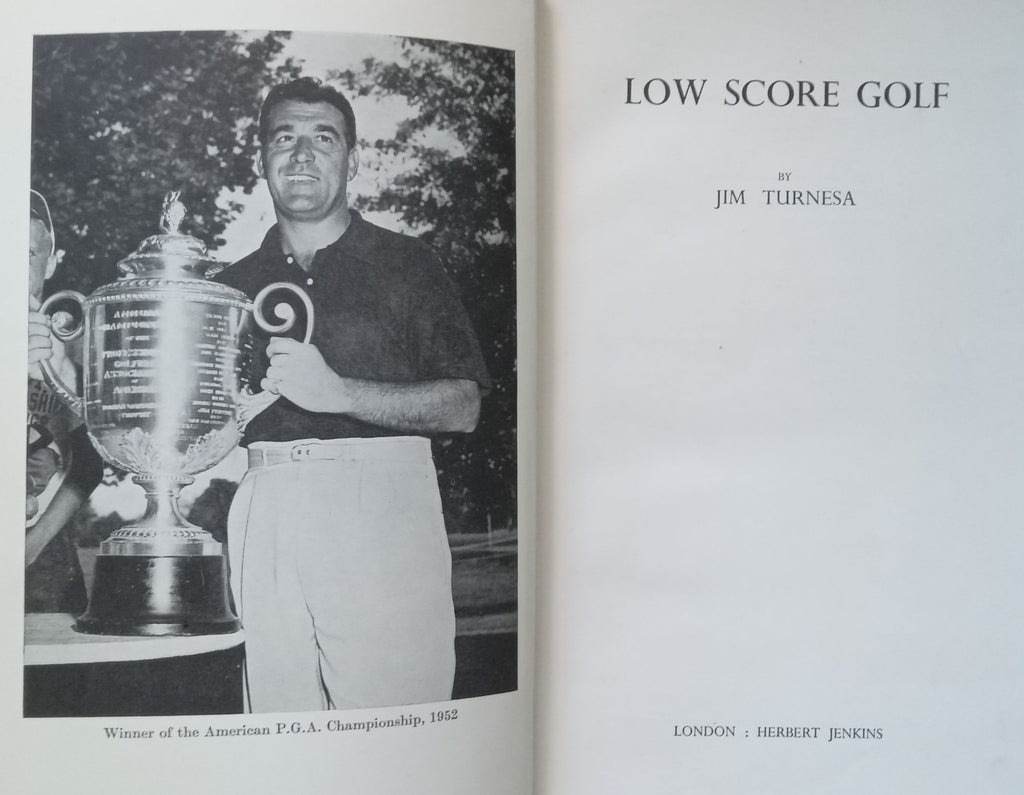 Winner of the American P.G.A. Championship, 1952
LOW SCORE GOLF
BY
JIM TURNESA
LONDON : HERBERT JENKINS